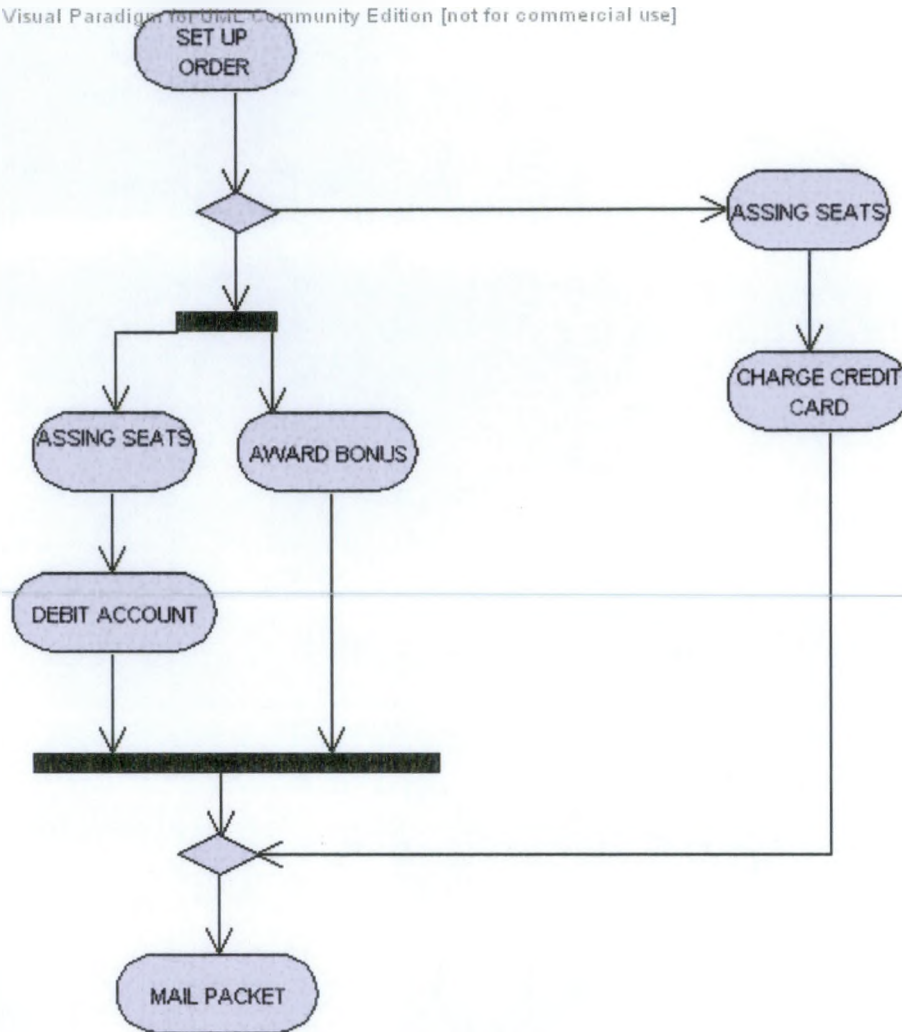 Visual Paradigm for UML Community Edition [not for commercial use]
SET UP
ORDER
ASSING SEATS
CHARGE CREDIT
CARD
ASSING SEATS
AWARD BONUS
DEBIT ACCOUNT
MAIL PACKET